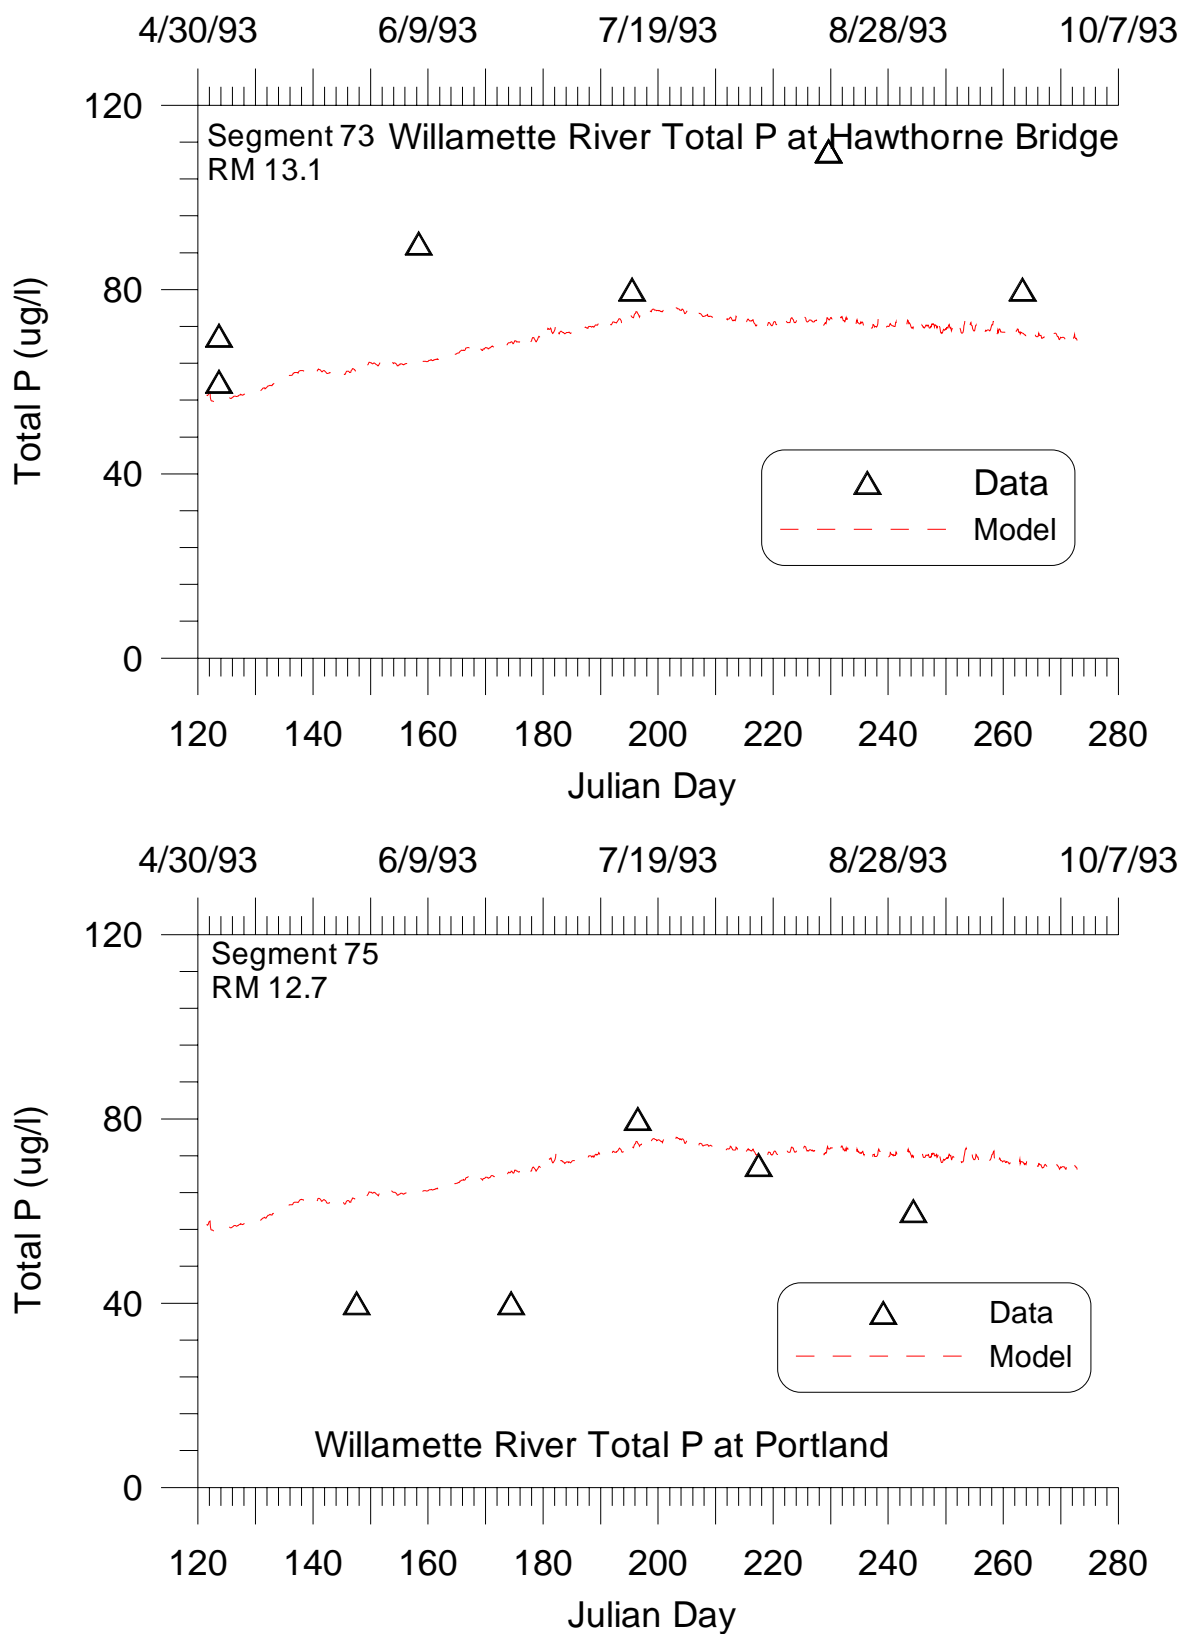 4/30/93 6/9/93 7/19/93 8/28/93 10/7/93
120
Segment 73 Willamette River Total P at Hawthorne Bridge
RM 13.1
80
Total P (ug/l)
40
Data
Model
0
120 140 160 180 200 220 240 260 280
Julian Day
4/30/93 6/9/93 7/19/93 8/28/93 10/7/93
120
Segment 75
RM 12.7
80
Total P (ug/l)
40
Data
Model
Willamette River Total P at Portland
0
120 140 160 180 200 220 240 260 280
Julian Day